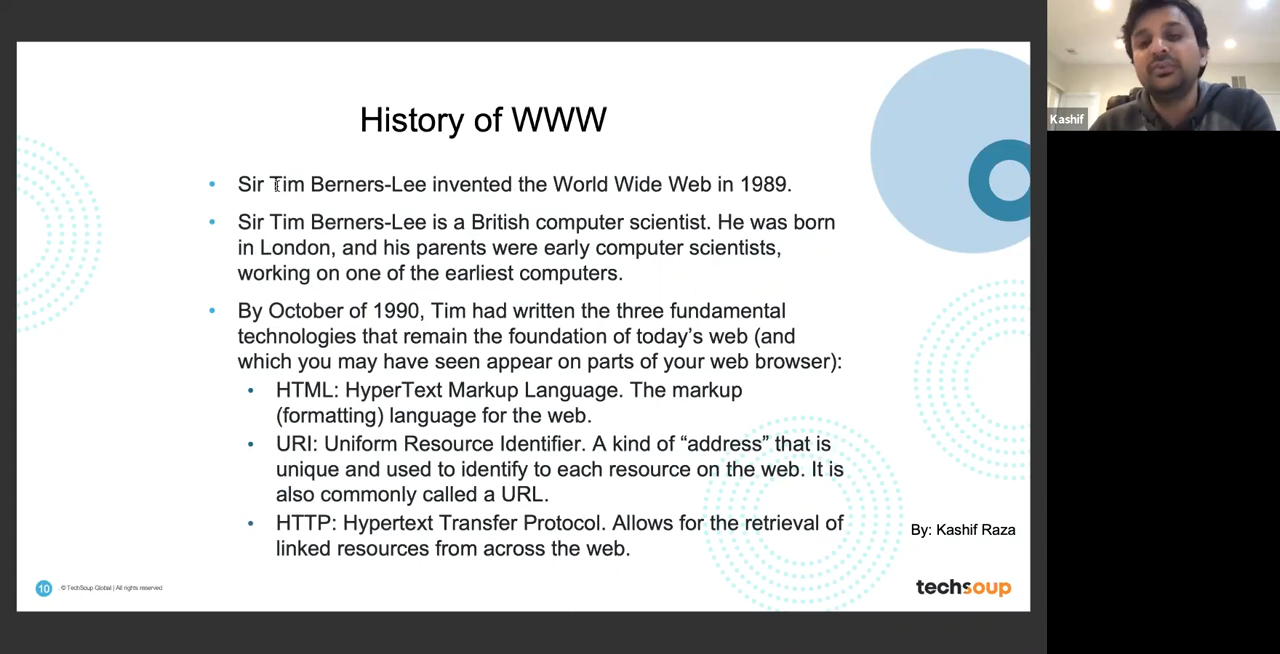 History of WWW
• Sir Tim Berners-Lee invented the World Wide Web in 1989.
• Sir Tim Berners-Lee is a British computer scientist. He was born
in London, and his parents were early computer scientists,
working on one of the earliest computers.
• By October of 1990, Tim had written the three fundamental
technologies that remain the foundation of today’s web (and
which you may have seen appear on parts of your web browser):
• HTML: HyperText Markup Language. The markup
(formatting) language for the web.
• URI: Uniform Resource Identifier. A kind of “address” that is
unique and used to identify to each resource on the web. It is
also commonly called a URL.
• HTTP: Hypertext Transfer Protocol. Allows for the retrieval of
linked resources from across the web.
By: Kashif Raza
10
© TechSoup Global | All rights reserved
techsoup
Kashif